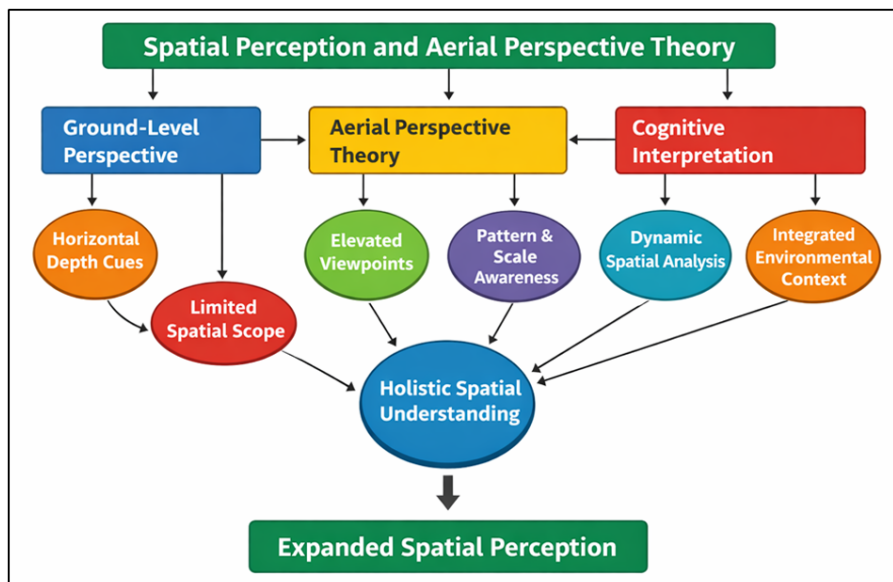 Spatial Perception and Aerial Perspective Theory
Ground-Level
Perspective
Aerial Perspective
Theory
Cognitive
Interpretation
Horizontal
Depth Cues
Limited
Spatial Scope
Elevated
Viewpoints
Pattern &
Scale
Awareness
Dynamic
Spatial Analysis
Integrated
Environmental
Context
Holistic Spatial
Understanding
Expanded Spatial Perception